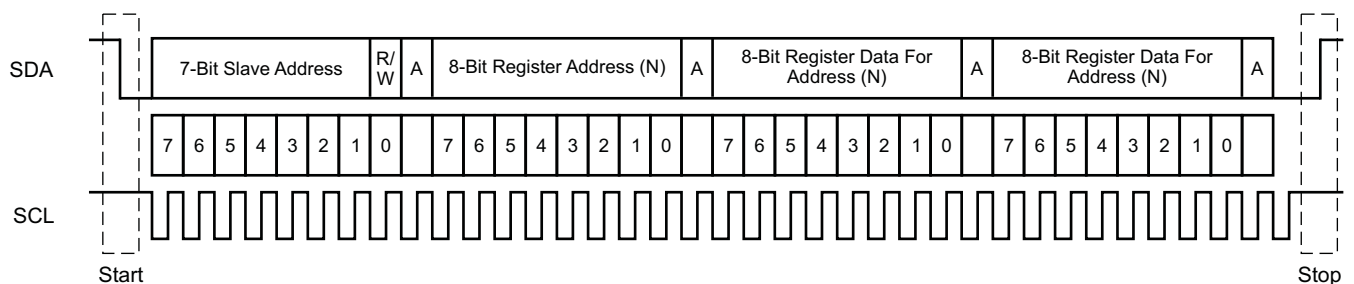 SDA
7-Bit Slave Address
R/
W
A
8-Bit Register Address (N)
A
8-Bit Register Data For
Address (N)
A
8-Bit Register Data For
Address (N)
A
7 6 5 4 3 2 1 0 7 6 5 4 3 2 1 0 7 6 5 4 3 2 1 0 7 6 5 4 3 2 1 0
SCL
Start
Stop